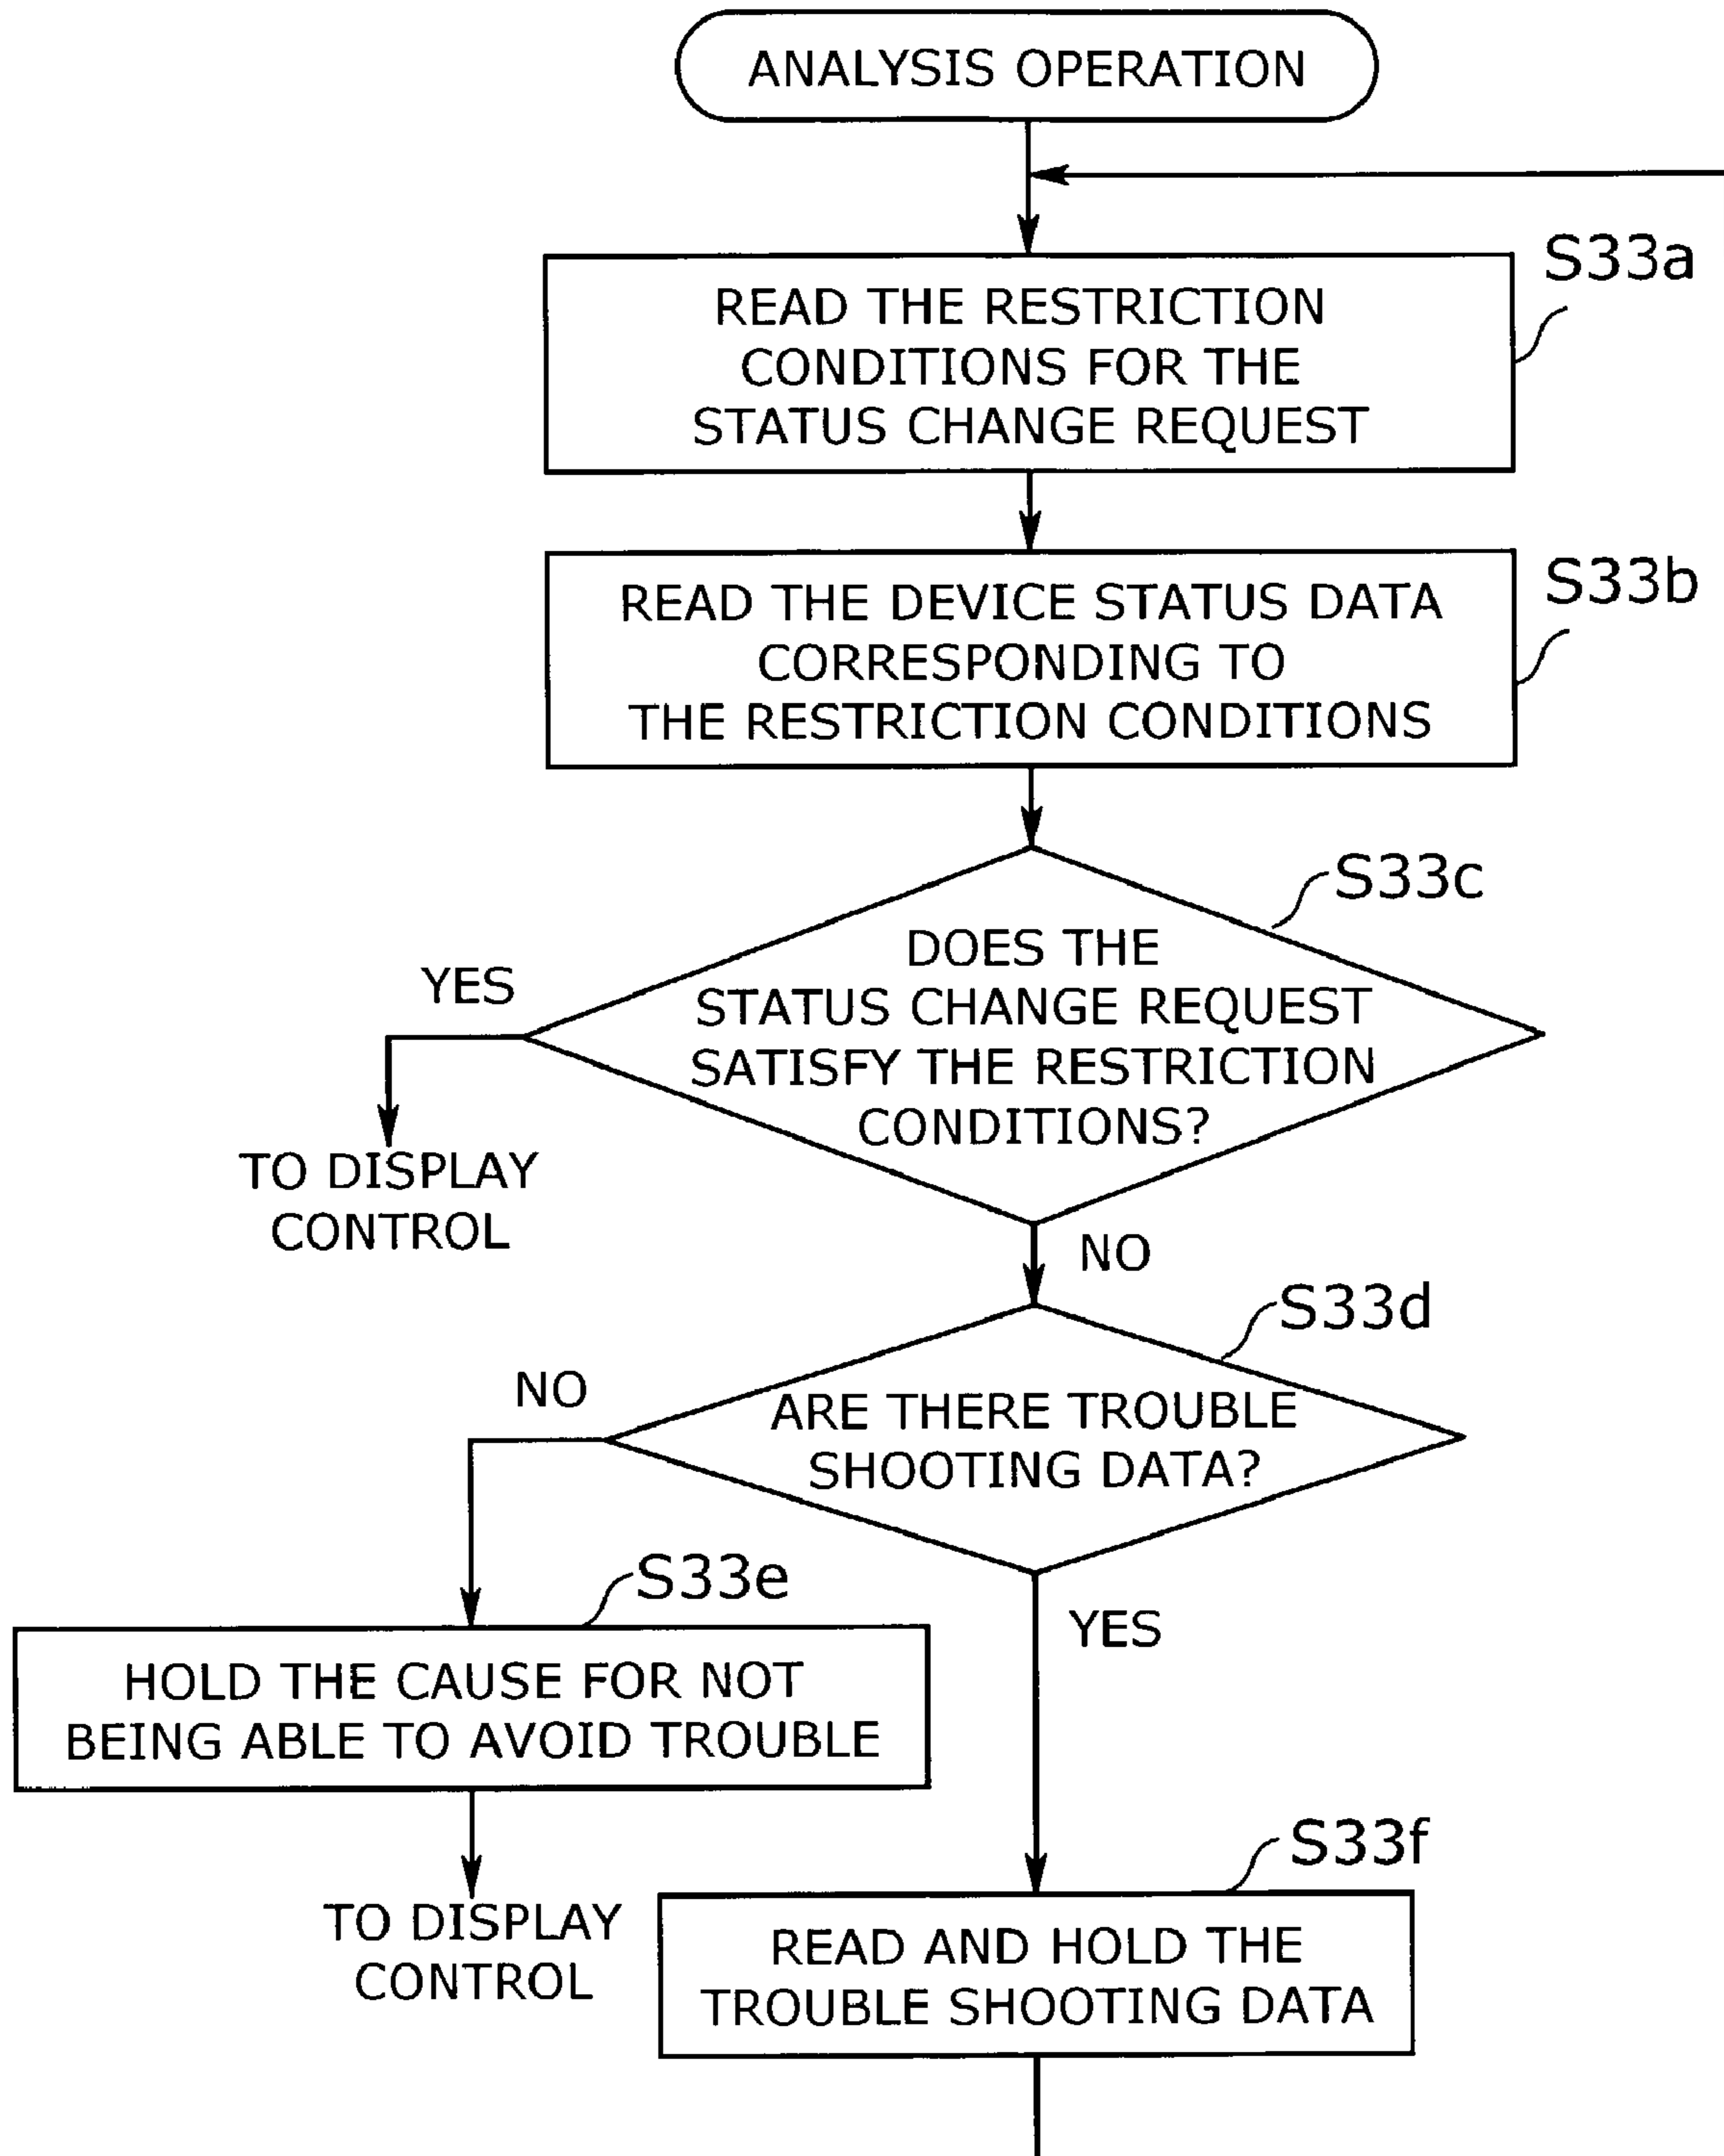 ANALYSIS OPERATION
S33a
READ THE RESTRICTION
CONDITIONS FOR THE
STATUS CHANGE REQUEST
S33b
READ THE DEVICE STATUS DATA
CORRESPONDING TO
THE RESTRICTION CONDITIONS
S33c
DOES THE
STATUS CHANGE REQUEST
SATISFY THE RESTRICTION
CONDITIONS?
YES
TO DISPLAY
CONTROL
NO
S33d
ARE THERE TROUBLE
SHOOTING DATA?
NO
S33e
HOLD THE CAUSE FOR NOT
BEING ABLE TO AVOID TROUBLE
TO DISPLAY
CONTROL
YES
S33f
READ AND HOLD THE
TROUBLE SHOOTING DATA